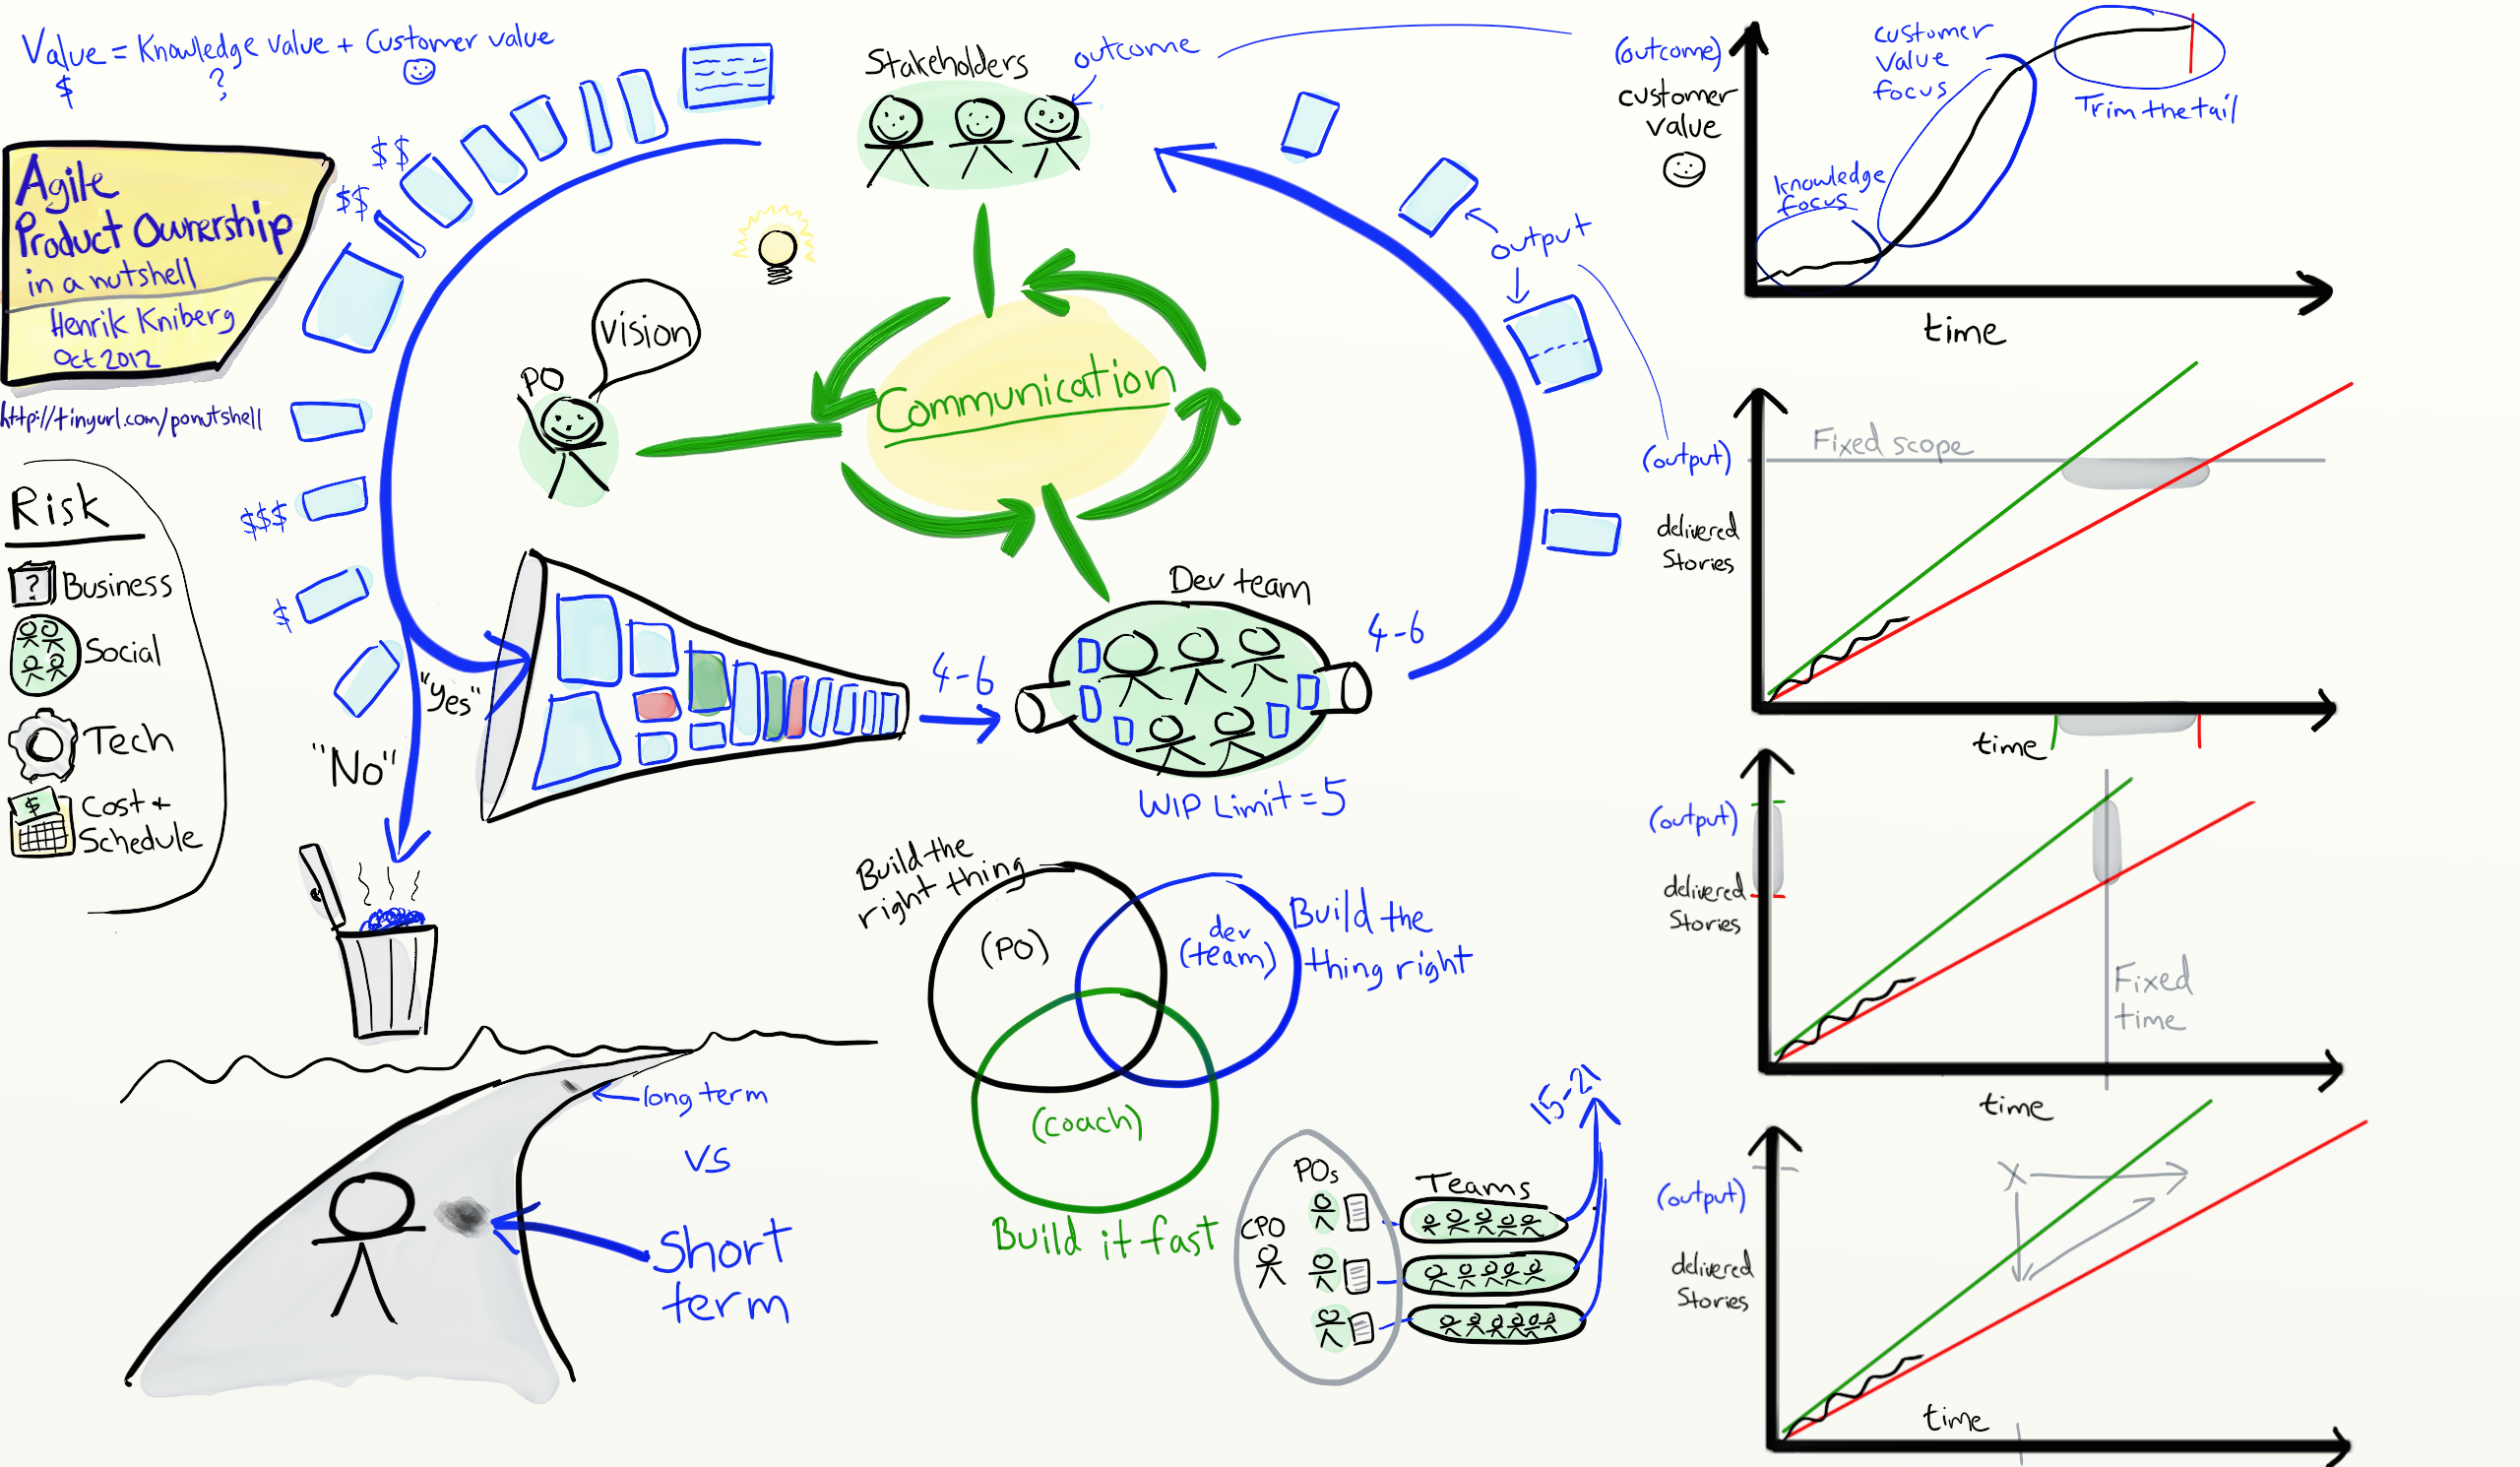 Value = Knowledge value + Customer value
$ ?
Agile
Product Ownership
in a nutshell
Henrik Kniberg
Oct 2012
http://tinyurl.com/ponutshell
Risk
? Business
Social
Tech
$ Cost +
Schedule
$$
$$
$$$
$
"Yes"
"No"
Stakeholders
outcome
PO
Vision
Communication
output
4-6
Dev team
4-6
WIP Limit = 5
Build the
right thing
(PO)
dev
(team)
Build the
thing right
(coach)
Build it fast
long term
vs
Short
term
CPO
POs
Teams
15-21
(outcome)
customer
value
customer
value
focus
Trim the tail
knowledge
focus
time
Fixed scope
(output)
delivered
Stories
time
(output)
delivered
Stories
Fixed
time
time
X
(output)
delivered
Stories
time